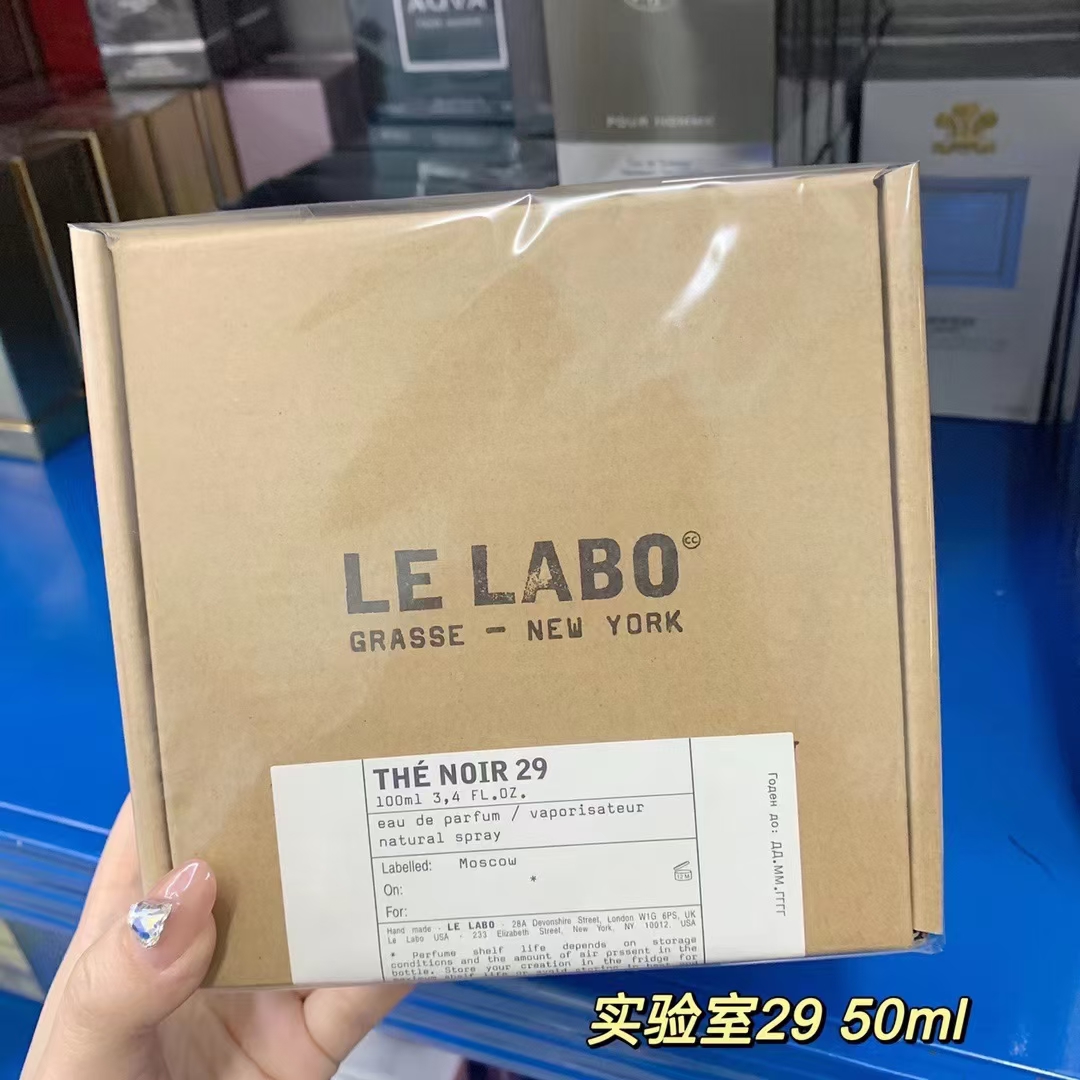 AQVA
POUR HOMME
LE LABO
GRASSE — NEW YORK
THÉ NOIR 29
100ml 3,4 FL.OZ.
eau de parfum / vaporisateur
natural spray
Labelled: Moscow
On: *
For:
12 M
Hand made · LE LABO · 28A Devonshire Street, London W1G 6PS, UK
Le Labo USA · 233 Elizabeth Street, New York, NY 10012, USA
* Perfume shelf life depends on storage
conditions and the amount of air present in the
bottle. Store your creation in the fridge for
Годен до: ДД.ММ.ГГГГ
实验室29 50ml